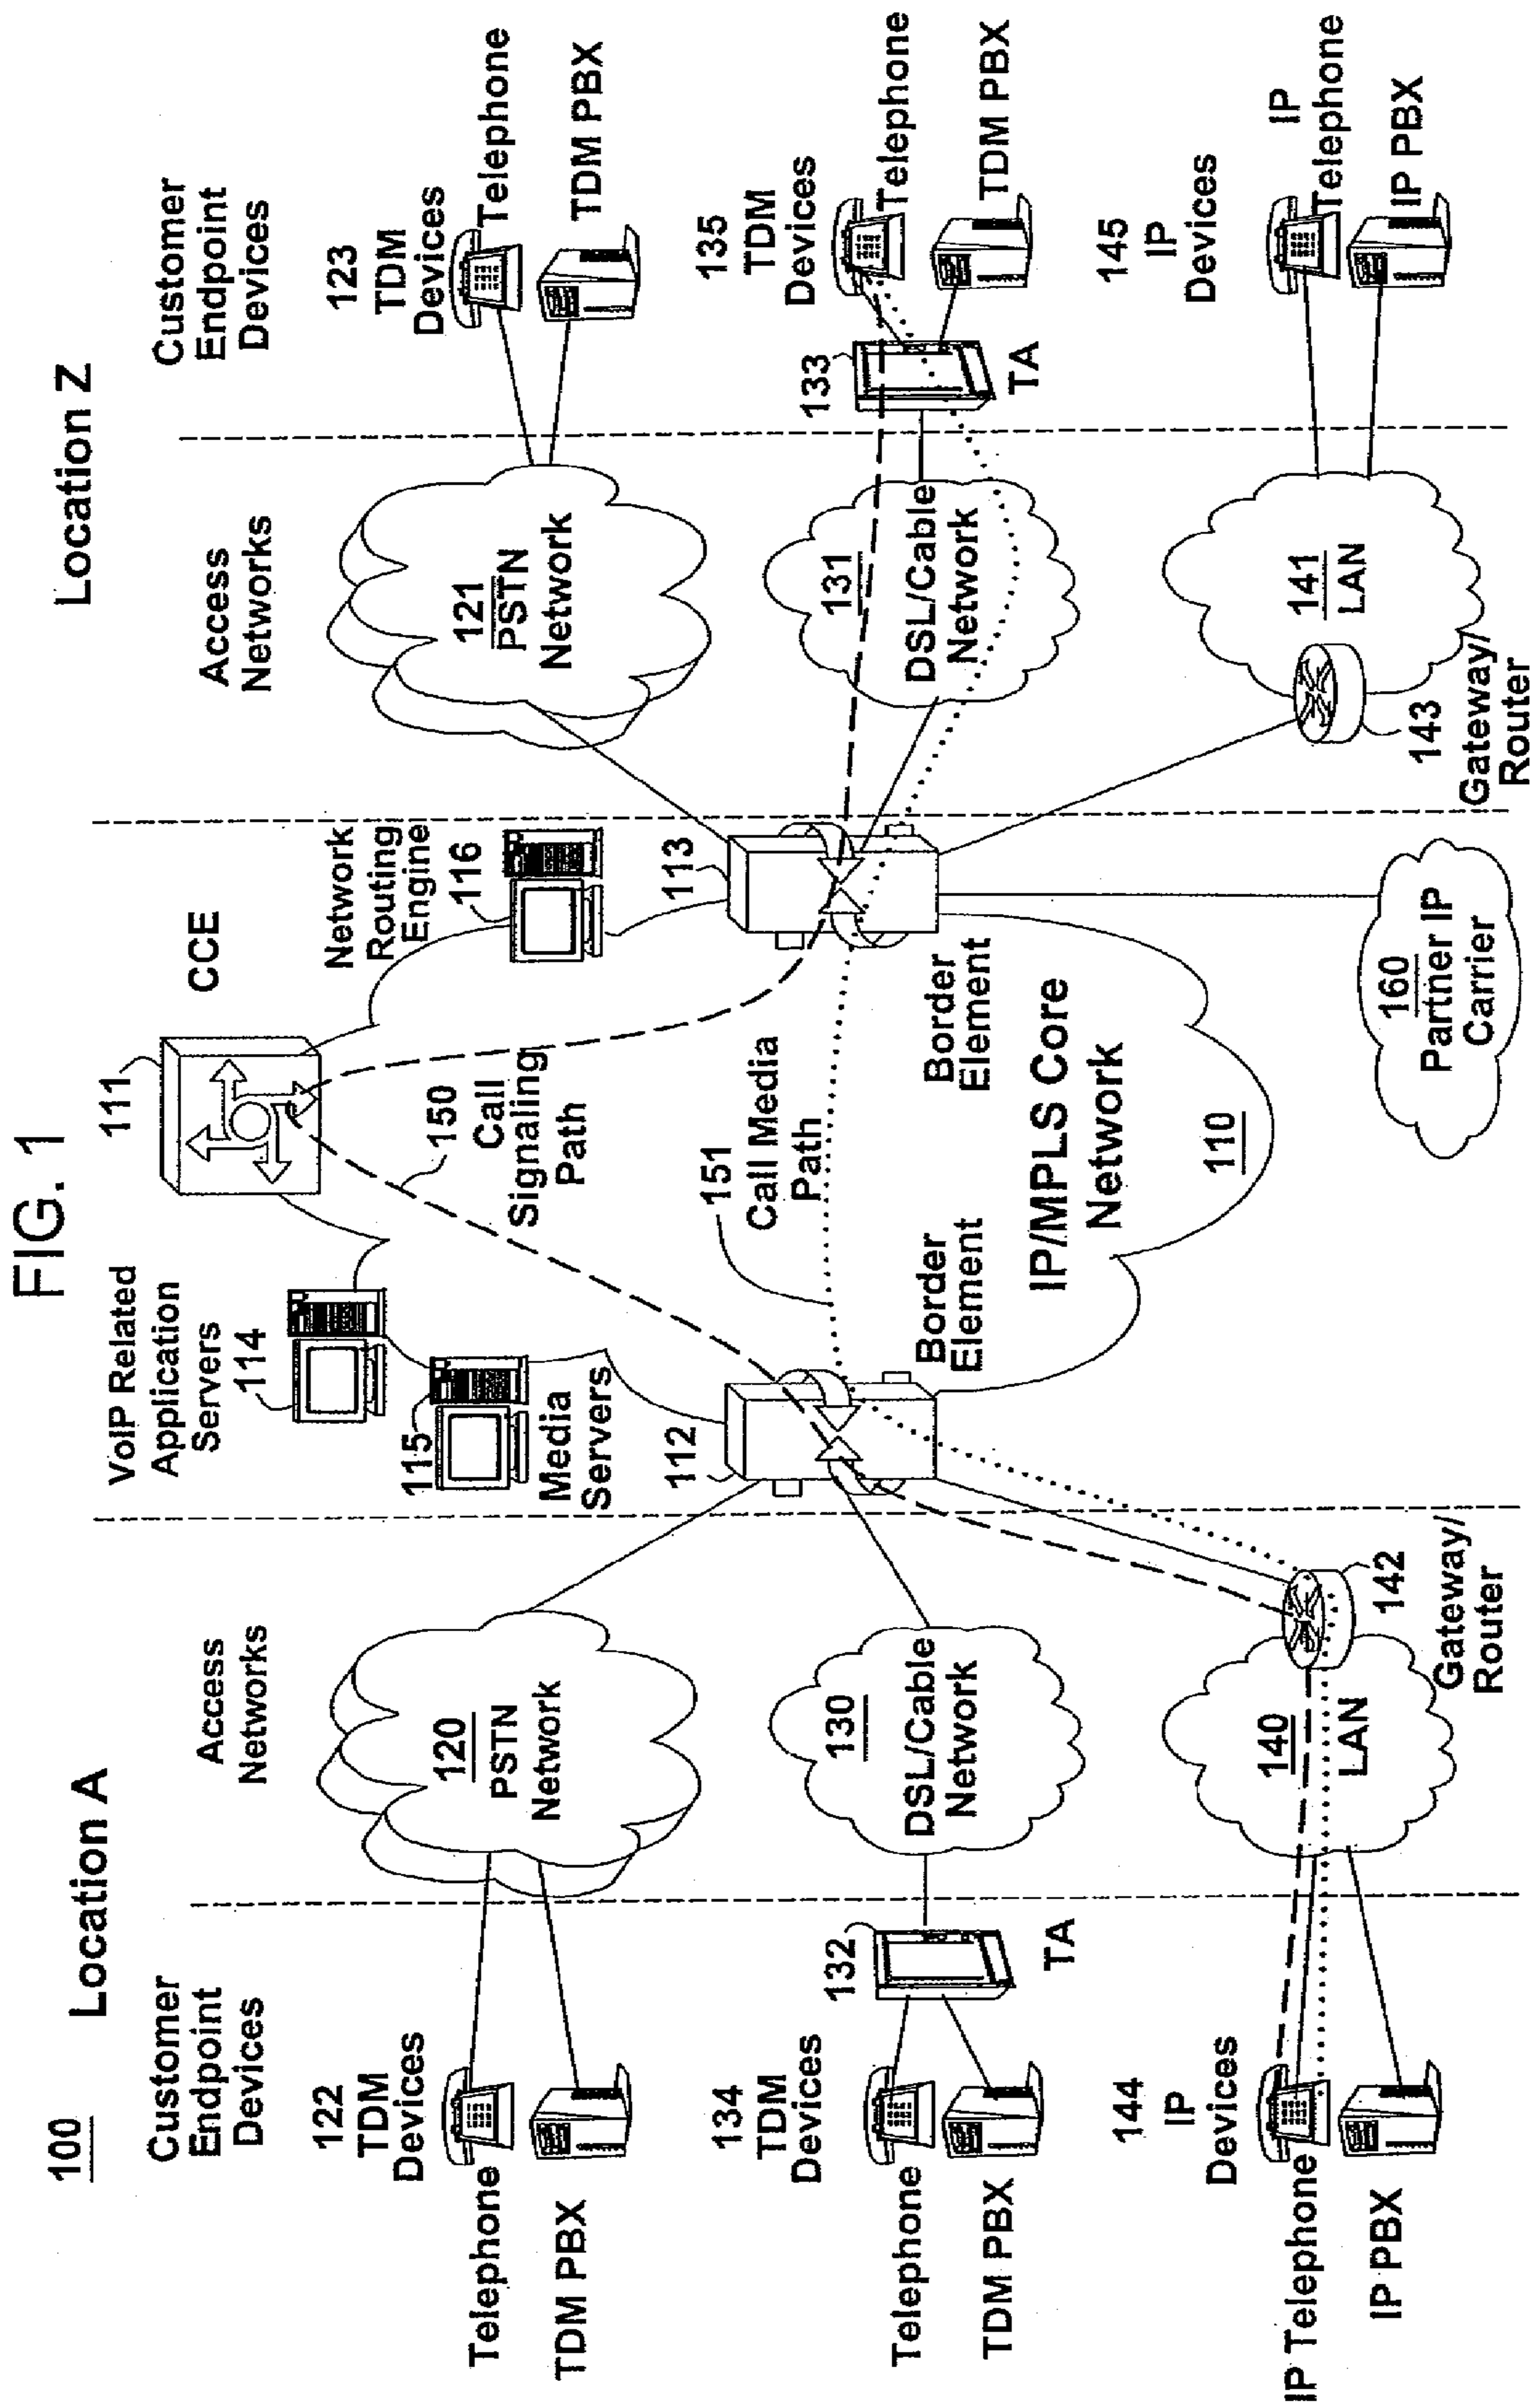 FIG. 1
100
Location A
Location Z
Customer
Endpoint
Devices
Access
Networks
VoIP Related
Application
Servers
114
115
Media
Servers
111
CCE
Network
Routing
Engine
116
Access
Networks
Customer
Endpoint
Devices
122
TDM
Devices
Telephone
TDM PBX
120
PSTN
Network
112
Border
Element
150
Call
Signaling
Path
151
Call Media
Path
113
Border
Element
IP/MPLS Core
Network
110
121
PSTN
Network
123
TDM
Devices
Telephone
TDM PBX
134
TDM
Devices
Telephone
TDM PBX
132
TA
130
DSL/Cable
Network
131
DSL/Cable
Network
133
TA
135
TDM
Devices
Telephone
TDM PBX
144
IP
Devices
IP Telephone
IP PBX
140
LAN
142
Gateway/
Router
160
Partner IP
Carrier
143
Gateway/
Router
141
LAN
145
IP
Devices
IP
Telephone
IP PBX